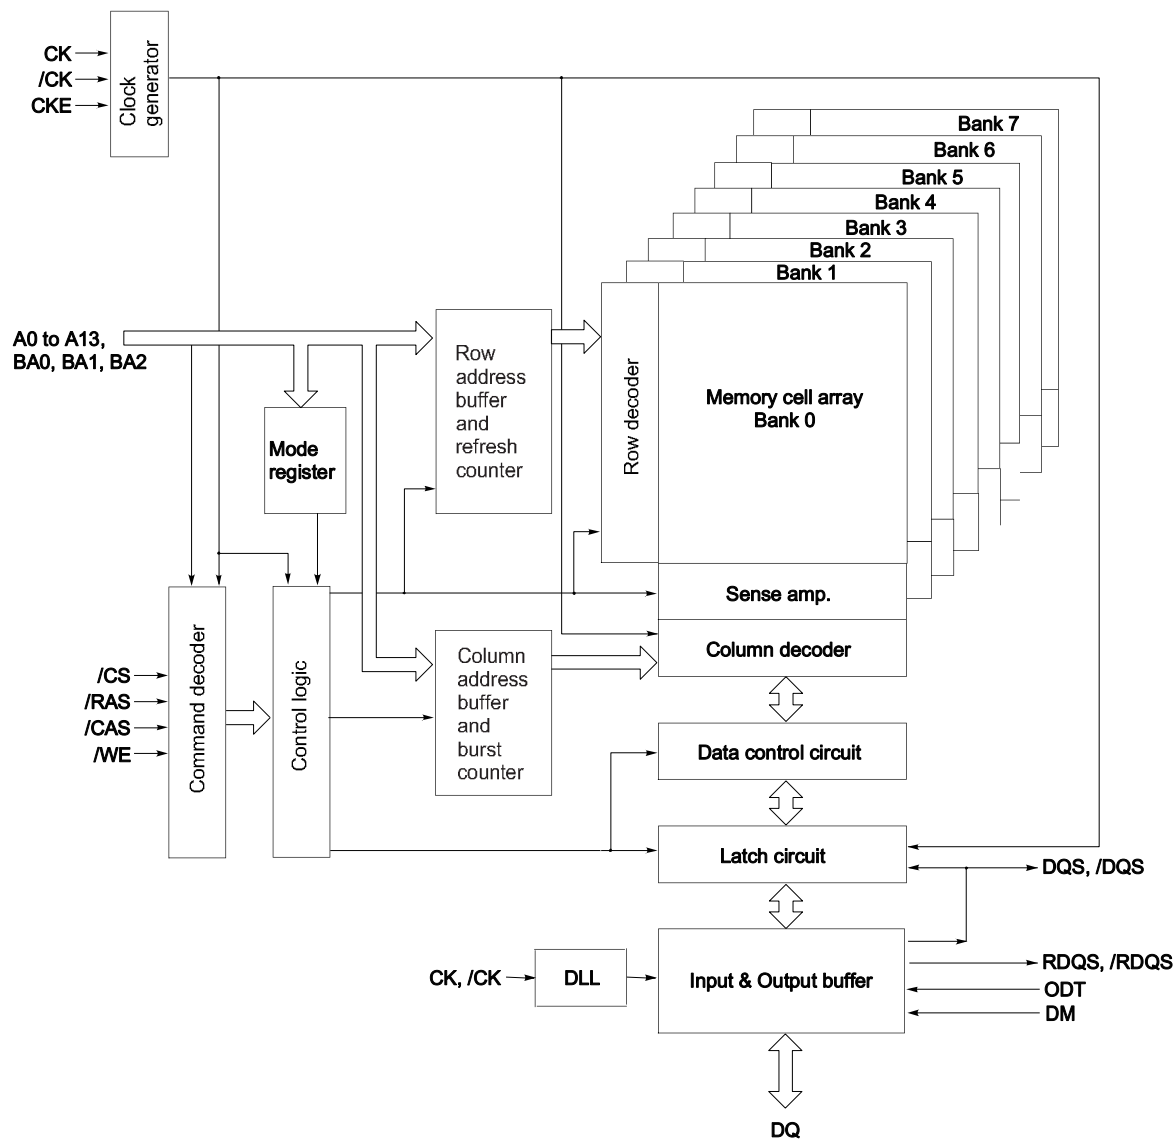 CK
/CK
CKE
Clock
generator
Bank 7
Bank 6
Bank 5
Bank 4
Bank 3
Bank 2
Bank 1
A0 to A13,
BA0, BA1, BA2
Row
address
buffer
and
refresh
counter
Row decoder
Memory cell array
Bank 0
Mode
register
Sense amp.
Column decoder
/CS
/RAS
/CAS
/WE
Command decoder
Control logic
Column
address
buffer
and
burst
counter
Data control circuit
Latch circuit
DQS, /DQS
CK, /CK
DLL
Input & Output buffer
RDQS, /RDQS
ODT
DM
DQ